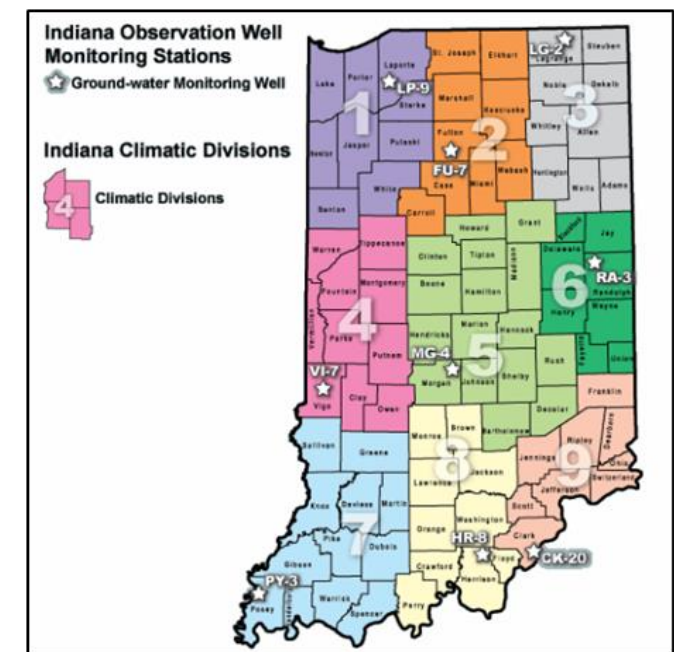 Indiana Observation Well
Monitoring Stations
Ground-water Monitoring Well
Indiana Climatic Divisions
4
Climatic Divisions
LG-2
Lagrange
Steuben
St. Joseph
Elkhart
Laporte
Porter
Lake
LP-9
Starke
1
Noble
Dekalb
3
Marshall
Kosciusko
Whitley
Allen
Fulton
2
Jasper
Pulaski
Newton
FU-7
Cass
Miami
Wabash
Huntington
Wells
Adams
White
Benton
Carroll
Howard
Grant
Jay
Warren
Tippecanoe
Clinton
Tipton
Madison
Delaware
6
RA-3
Randolph
Fountain
Montgomery
Boone
Hamilton
Henry
Wayne
Vermillion
4
Hendricks
Marion
Hancock
Parke
Putnam
MG-4
5
Rush
Fayette
Union
Morgan
Johnson
Shelby
VI-7
Vigo
Clay
Owen
Franklin
Decatur
Monroe
Brown
Bartholomew
Sullivan
Greene
8
Ripley
Dearborn
Jennings
9
Ohio
Jackson
Lawrence
Jefferson
Switzerland
Knox
Daviess
Martin
Scott
Orange
Washington
7
Clark
Pike
Dubois
HR-8
Floyd
CK-20
Gibson
Crawford
Harrison
PY-3
Posey
Warrick
Spencer
Perry